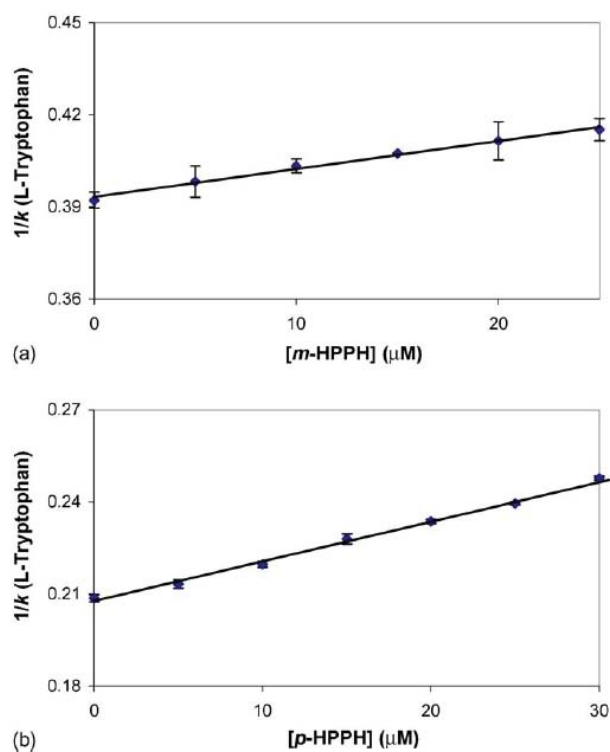 0.45
0.42
0.39
0.36
1/k (L-Tryptophan)
0 10 20
[m-HPPH] (μM)
(a)
0.27
0.24
0.21
0.18
1/k (L-Tryptophan)
0 10 20 30
[p-HPPH] (μM)
(b)